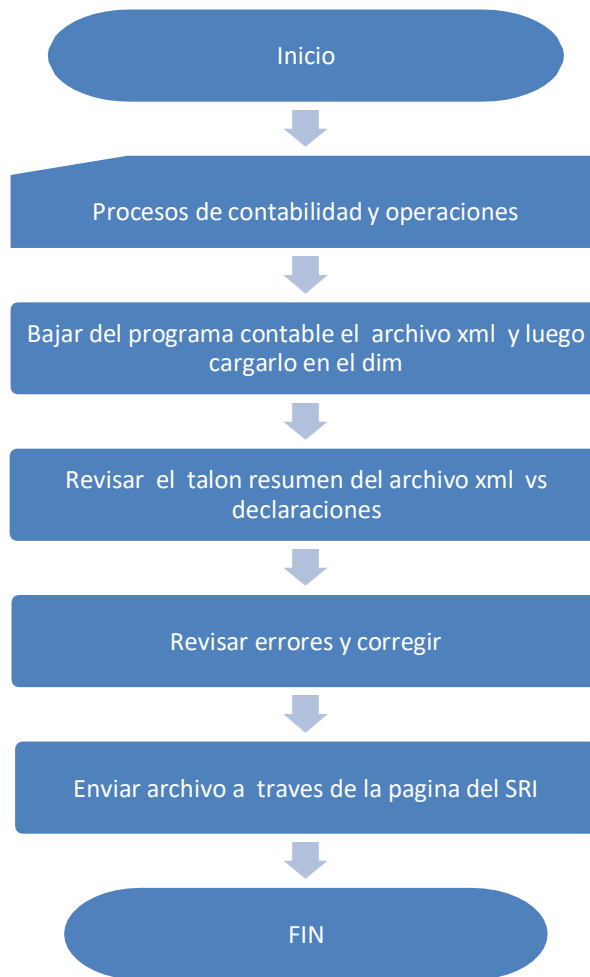 Inicio
Procesos de contabilidad y operaciones
Bajar del programa contable el archivo xml y luego
cargarlo en el dim
Revisar el talon resumen del archivo xml vs
declaraciones
Revisar errores y corregir
Enviar archivo a traves de la pagina del SRI
FIN